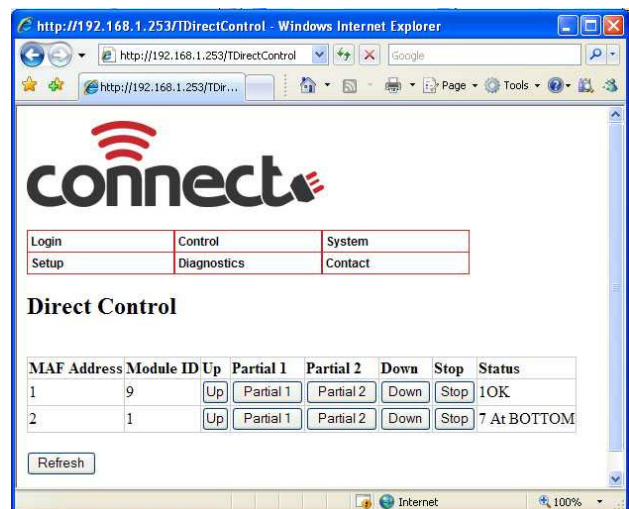 http://192.168.1.253/TDirectControl - Windows Internet Explorer
http://192.168.1.253/TDirectControl Google
http://192.168.1.253/TDir... Page Tools
connect
Login Control System
Setup Diagnostics Contact
Direct Control
MAF Address Module ID Up Partial 1 Partial 2 Down Stop Status
1 9 Up Partial 1 Partial 2 Down Stop 1OK
2 1 Up Partial 1 Partial 2 Down Stop 7 At BOTTOM
Refresh
Internet 100%